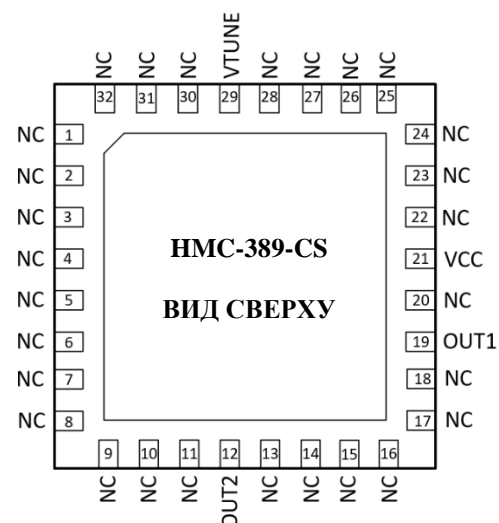 NC NC NC VTUNE NC NC NC NC
32 31 30 29 28 27 26 25
NC 1 24 NC
NC 2 23 NC
NC 3 22 NC
NC 4 21 VCC
NC 5 20 NC
NC 6 19 OUT1
NC 7 18 NC
NC 8 17 NC
HMC-389-CS
ВИД СВЕРХУ
9 10 11 12 13 14 15 16
NC NC NC OUT2 NC NC NC NC